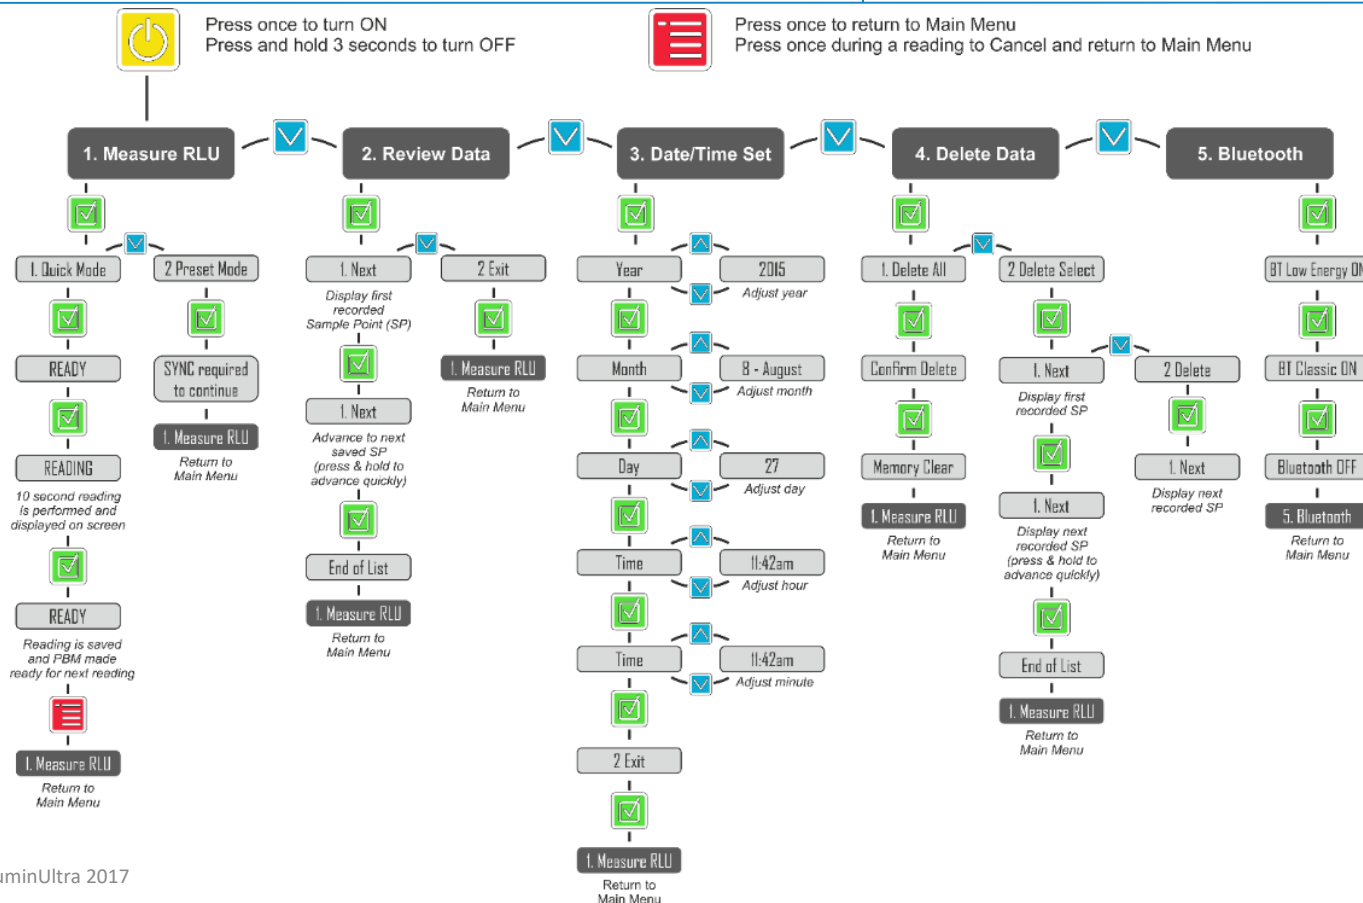 Press once to turn ON
Press and hold 3 seconds to turn OFF
Press once to return to Main Menu
Press once during a reading to Cancel and return to Main Menu
1. Measure RLU
2. Review Data
3. Date/Time Set
4. Delete Data
5. Bluetooth
1. Quick Mode
READY
READING
10 second reading
is performed and
displayed on screen
READY
Reading is saved
and PBM made
ready for next reading
1. Measure RLU
Return to
Main Menu
2 Preset Mode
SYNC required
to continue
1. Measure RLU
Return to
Main Menu
1. Next
Display first
recorded
Sample Point (SP)
1. Next
Advance to next
saved SP
(press & hold to
advance quickly)
End of List
1. Measure RLU
Return to
Main Menu
2 Exit
1. Measure RLU
Return to
Main Menu
Year
2015
Adjust year
Month
8 - August
Adjust month
Day
27
Adjust day
Time
11:42am
Adjust hour
Time
11:42am
Adjust minute
2 Exit
1. Measure RLU
Return to
Main Menu
1. Delete All
Confirm Delete
Memory Clear
1. Measure RLU
Return to
Main Menu
2 Delete Select
1. Next
Display first
recorded SP
1. Next
Display next
recorded SP
(press & hold to
advance quickly)
End of List
1. Measure RLU
Return to
Main Menu
2 Delete
1. Next
Display next
recorded SP
BT Low Energy ON
BT Classic ON
Bluetooth OFF
5. Bluetooth
Return to
Main Menu
uminUltra 2017